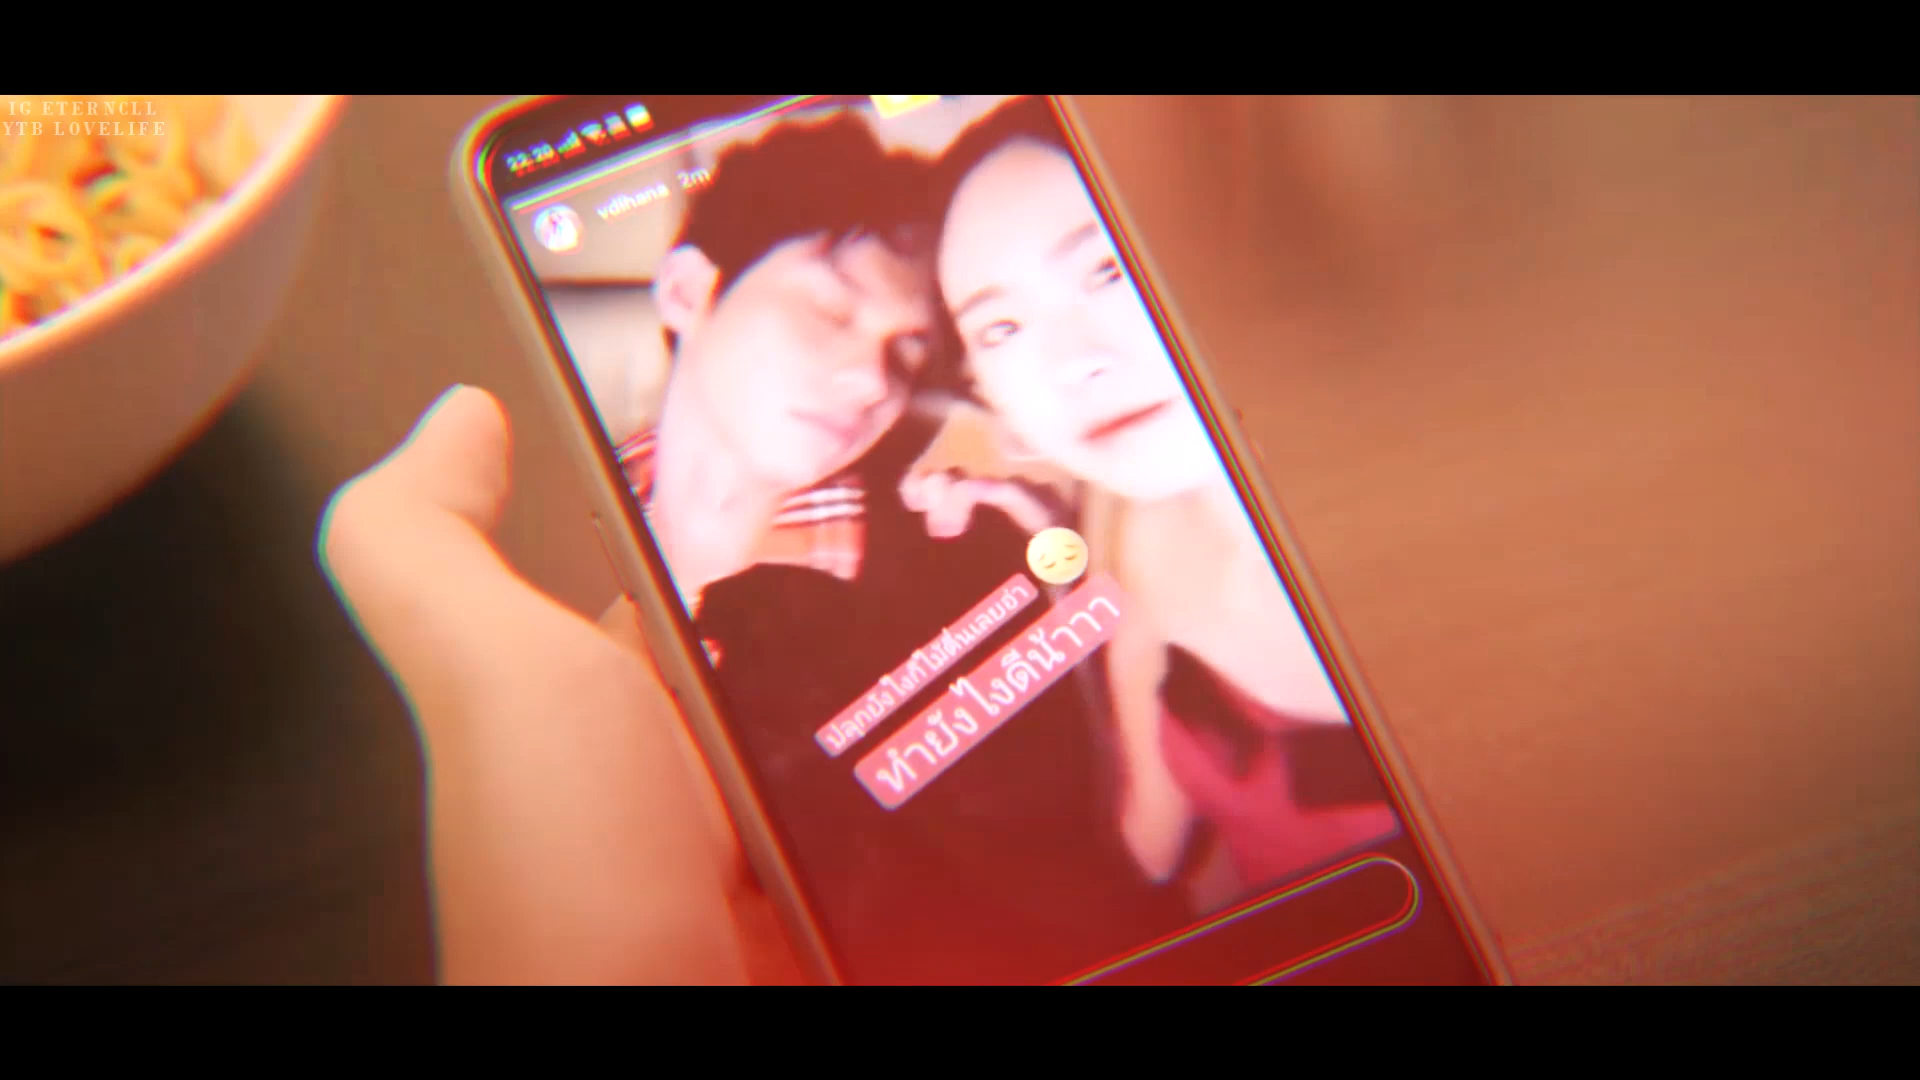 IG ETERNCLL
YTB LOVELIFE
22:20
vdihana 2m
ปลุกยังไงก็ไม่ตื่นเลยอ่า
ทำยังไงดีน้าาา